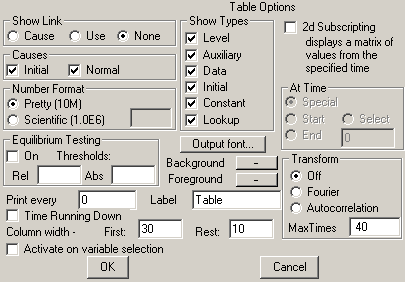 Table Options
Show Link
Cause Use None
Causes
Initial Normal
Number Format
Pretty (10M)
Scientific (1.0E6)
Equilibrium Testing
On Thresholds:
Rel Abs
Show Types
Level
Auxiliary
Data
Initial
Constant
Lookup
Output font...
Background -
Foreground -
2d Subscripting
displays a matrix of
values from the
specified time
At Time
Special
Start Select
End 0
Transform
Off
Fourier
Autocorrelation
MaxTimes 40
Print every 0 Label Table
Time Running Down
Column width - First: 30 Rest: 10
Activate on variable selection
OK Cancel